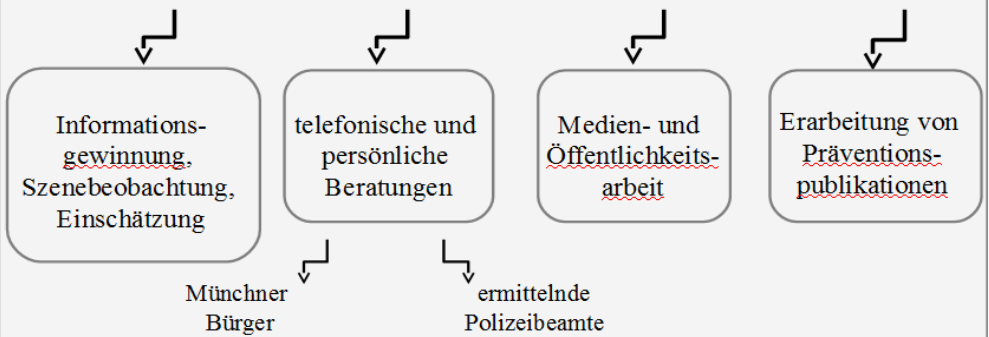 Informations-
gewinnung,
Szenebeobachtung,
Einschätzung
telefonische und
persönliche
Beratungen
Medien- und
Öffentlichkeits-
arbeit
Erarbeitung von
Präventions-
publikationen
Münchner
Bürger
ermittelnde
Polizeibeamte